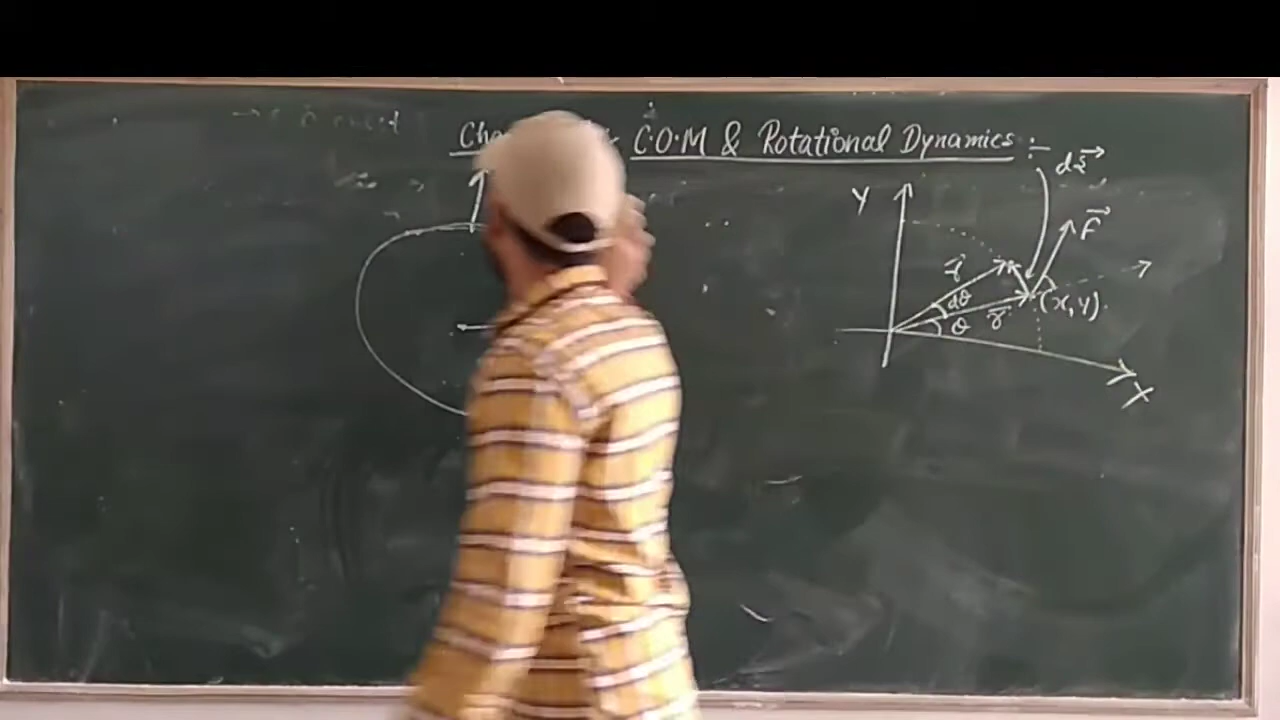 C.O.M & Rotational Dynamics :-
dr
Y
F
r
dθ
(x,y)
θ
r
X